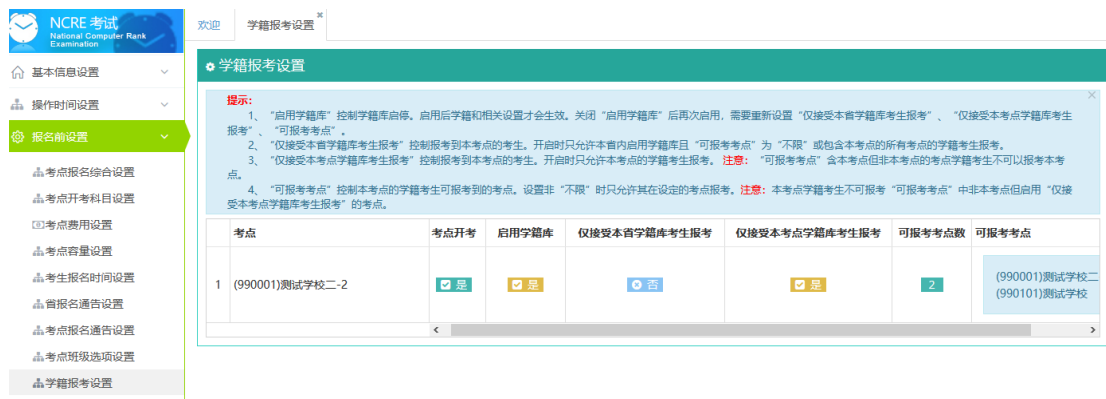 NCRE 考试
National Computer Rank
Examination
欢迎
学籍报考设置
基本信息设置
操作时间设置
报名前设置
考点报名综合设置
考点开考科目设置
考点费用设置
考点容量设置
考生报名时间设置
省报名通告设置
考点报名通告设置
考点班级选项设置
学籍报考设置
学籍报考设置
提示:
1、“启用学籍库”控制学籍库启停。启用后学籍和相关设置才会生效。关闭“启用学籍库”后再次启用，需要重新设置“仅接受本省学籍库考生报考”、“仅接受本考点学籍库考生
报考”、“可报考考点”。
2、“仅接受本省学籍库考生报考”控制报考到本考点的考生。开启时只允许本省内启用学籍库且“可报考考点”为“不限”或包含本考点的所有考点的学籍考生报考。
3、“仅接受本考点学籍库考生报考”控制报考到本考点的考生。开启时只允许本考点的学籍考生报考。注意：“可报考考点”含本考点但非本考点的考点学籍考生不可以报考本考
点。
4、“可报考考点”控制本考点的学籍考生可报考到的考点。设置非“不限”时只允许其在设定的考点报考。注意：本考点学籍考生不可报考“可报考考点”中非本考点但启用“仅接
受本考点学籍库考生报考”的考点。
考点 考点开考 启用学籍库 仅接受本省学籍库考生报考 仅接受本考点学籍库考生报考 可报考考点数 可报考考点
1 (990001)测试学校二-2 是 是 否 是 2 (990001)测试学校二
(990101)测试学校